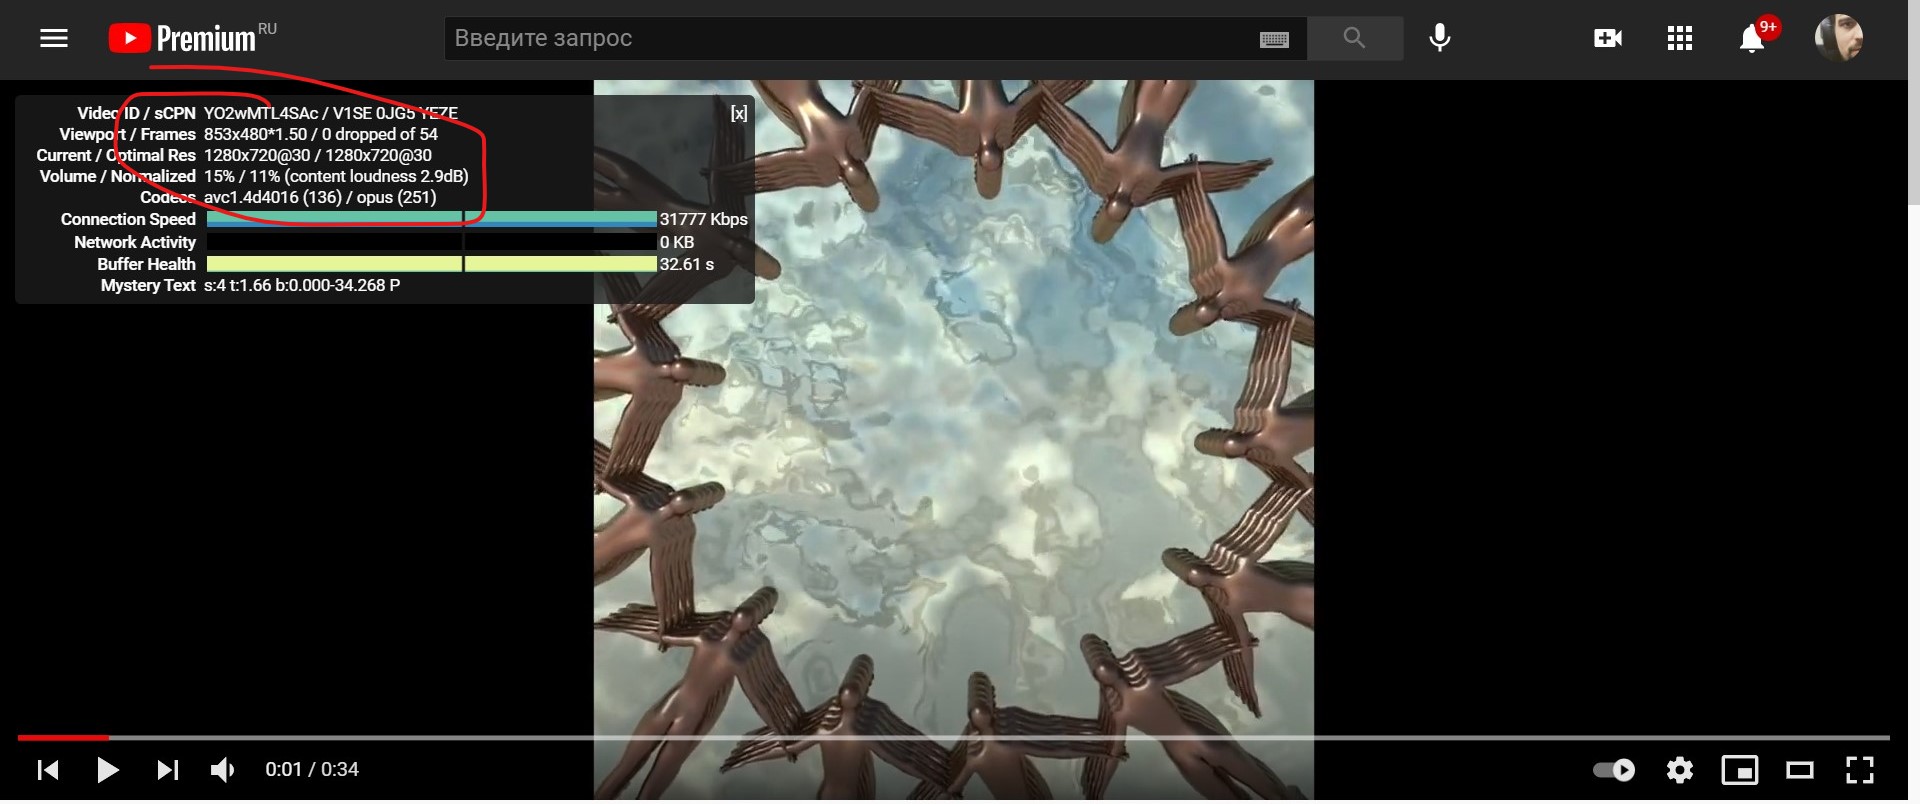 Premium RU
Введите запрос
9+
Video ID / sCPN YO2wMTL4SAc / V1SE 0JG5 YEZE
[x]
Viewport / Frames 853x480*1.50 / 0 dropped of 54
Current / Optimal Res 1280x720@30 / 1280x720@30
Volume / Normalized 15% / 11% (content loudness 2.9dB)
Codecs avc1.4d4016 (136) / opus (251)
Connection Speed 31777 Kbps
Network Activity 0 KB
Buffer Health 32.61 s
Mystery Text s:4 t:1.66 b:0.000-34.268 P
0:01 / 0:34